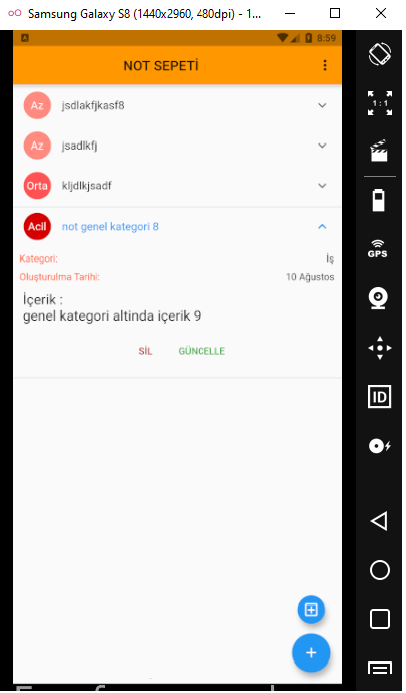 Samsung Galaxy S8 (1440x2960, 480dpi) - 1...
A
8:59
NOT SEPETİ
Az jsdlakfjkasf8
Az jsadlkfj
Orta kljdlkjsadf
Acil not genel kategori 8
Kategori: İş
Oluşturulma Tarihi: 10 Ağustos
İçerik :
genel kategori altinda içerik 9
SİL GÜNCELLE
1:1
GPS
ID